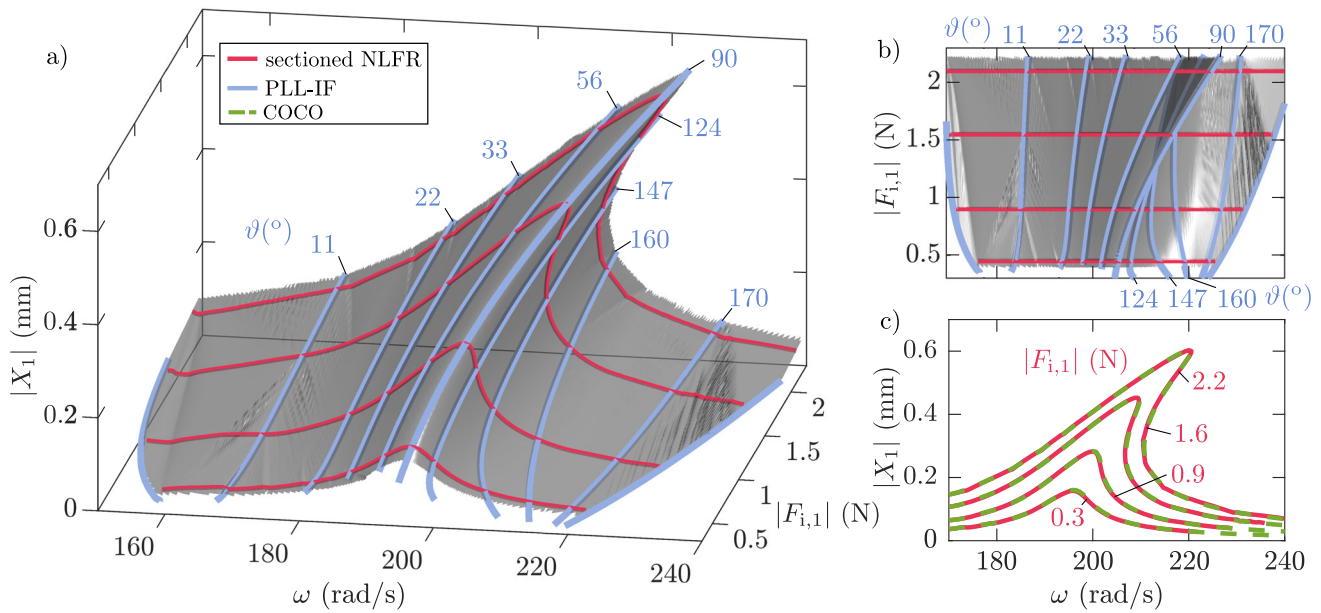 a)
sectioned NLFR
PLL-IF
COCO
ϑ(°)
11
22
33
56
90
124
147
160
170
|X₁| (mm)
0.6
0.4
0.2
0
160
180
200
220
240
ω (rad/s)
0.5
1
1.5
2
|Fᵢ,₁| (N)
b)
ϑ(°) 11 22 33 56 90 170
|Fᵢ,₁| (N)
2
1.5
1
0.5
124 147 160 ϑ(°)
c)
|X₁| (mm)
0.6
0.4
0.2
0
|Fᵢ,₁| (N)
2.2
1.6
0.9
0.3
180 200 220 240
ω (rad/s)